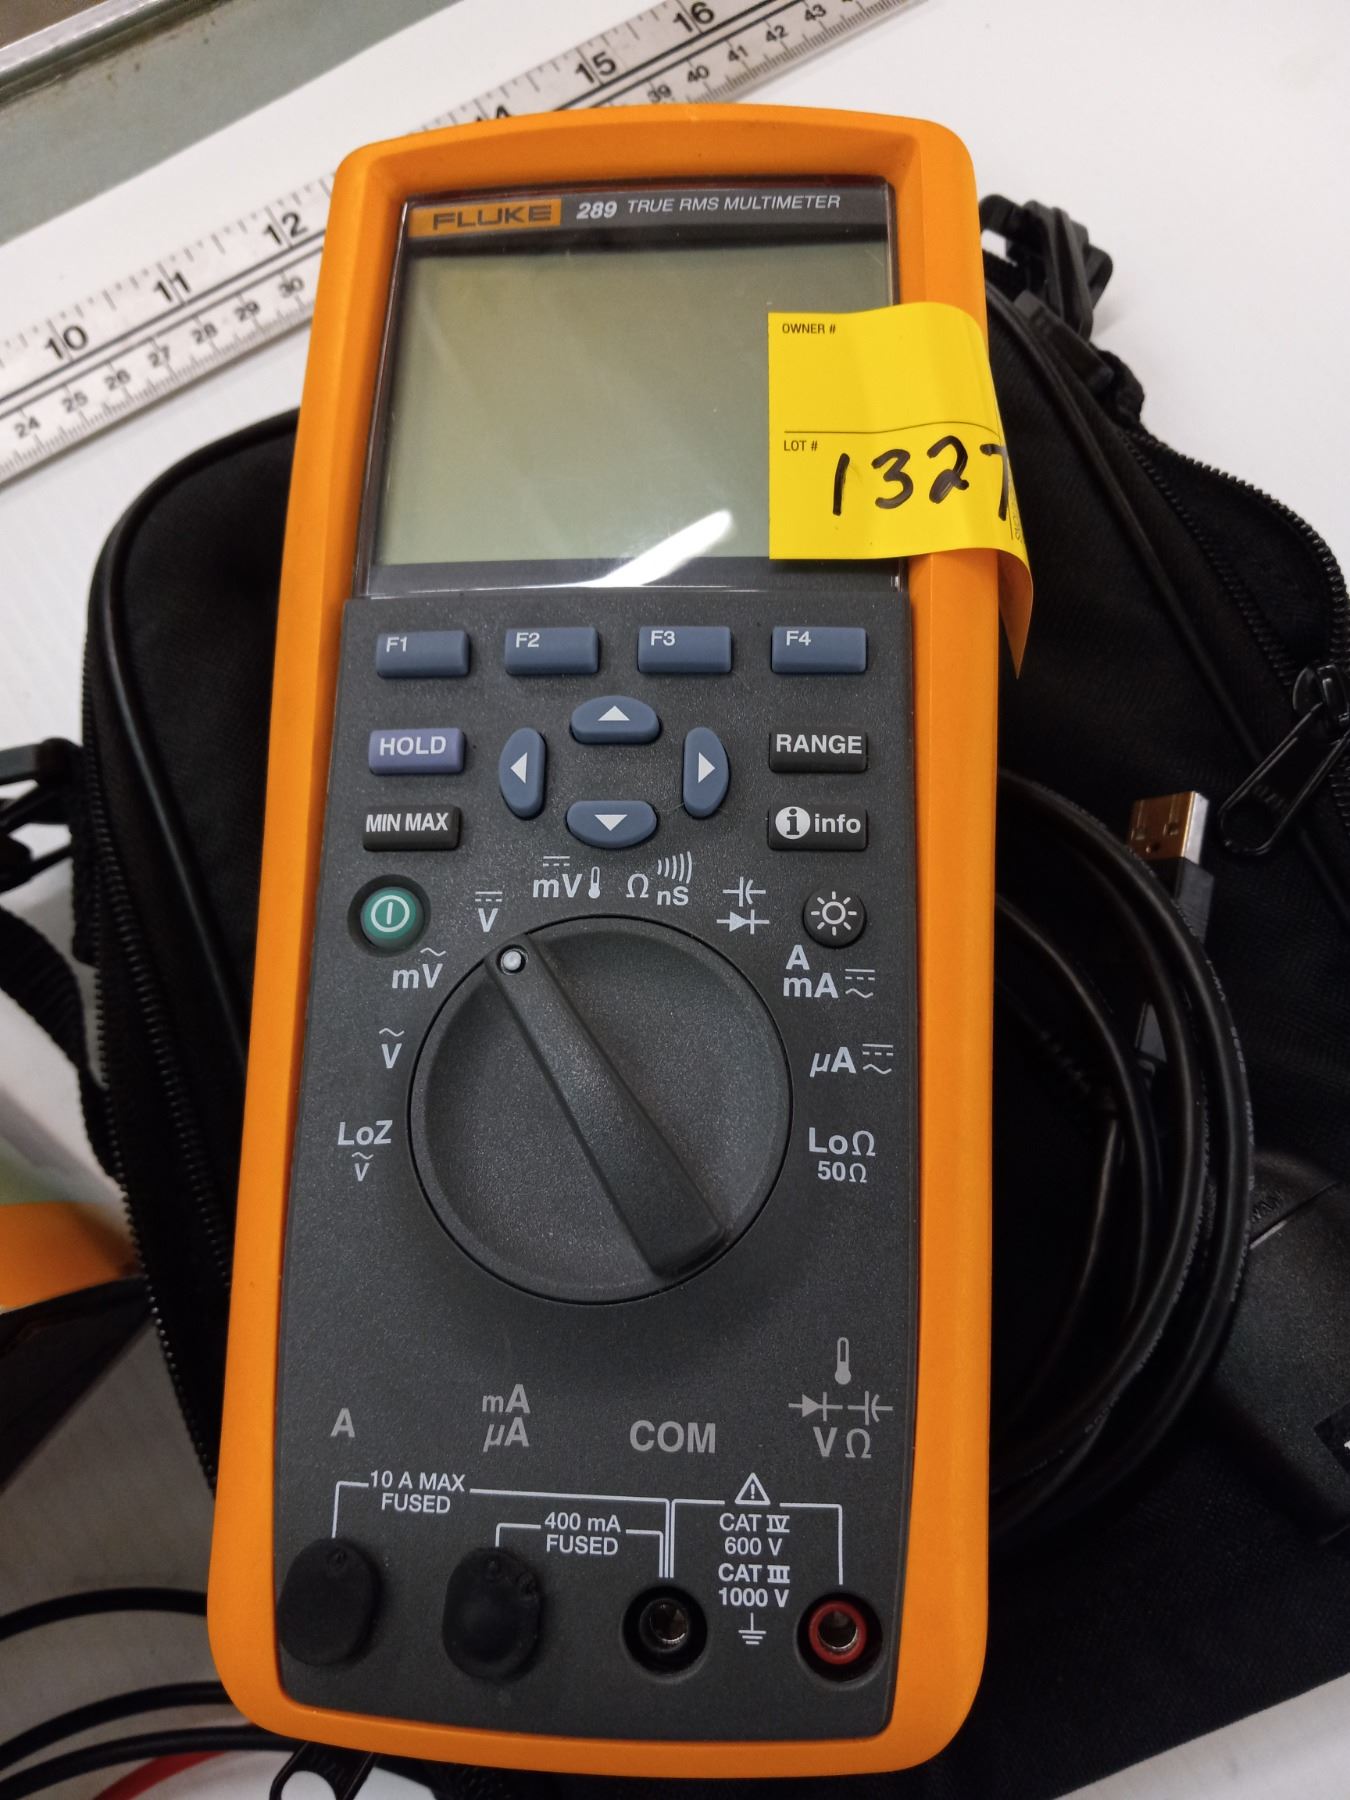 10 11 12 14 15 16
24 25 26 27 28 29 30 39 40 41 42 43
FLUKE 289 TRUE RMS MULTIMETER
OWNER #
LOT # 1327
F1 F2 F3 F4
HOLD RANGE
MIN MAX i info
mV Ω nS
V
mV A
mA
V µA
LoZ LoΩ
V 50Ω
A mA COM V Ω
µA
10 A MAX
FUSED
400 mA
FUSED
CAT IV
600 V
CAT III
1000 V